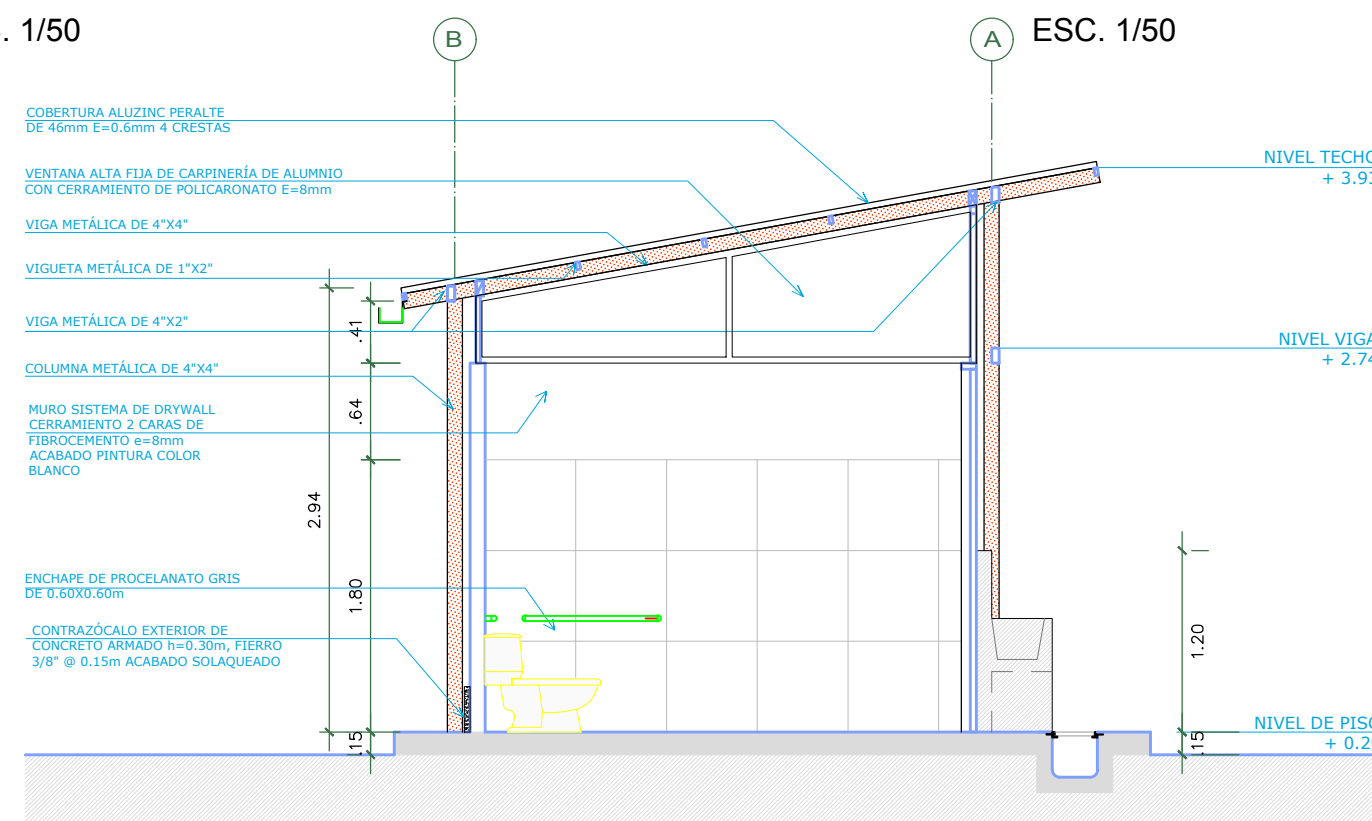 . 1/50
B
A
ESC. 1/50
COBERTURA ALUZINC PERALTE
DE 46mm E=0.6mm 4 CRESTAS
NIVEL TECHO
+ 3.93
VENTANA ALTA FIJA DE CARPINERÍA DE ALUMNIO
CON CERRAMIENTO DE POLICARONATO E=8mm
VIGA METÁLICA DE 4"X4"
VIGUETA METÁLICA DE 1"X2"
VIGA METÁLICA DE 4"X2"
.41
NIVEL VIGA
+ 2.74
COLUMNA METÁLICA DE 4"X4"
MURO SISTEMA DE DRYWALL
CERRAMIENTO 2 CARAS DE
FIBROCEMENTO e=8mm
ACABADO PINTURA COLOR
BLANCO
.64
2.94
ENCHAPE DE PROCELANATO GRIS
DE 0.60X0.60m
1.80
CONTRAZÓCALO EXTERIOR DE
CONCRETO ARMADO h=0.30m, FIERRO
3/8" @ 0.15m ACABADO SOLAQUEADO
1.20
NIVEL DE PISO
+ 0.2
.15
.15